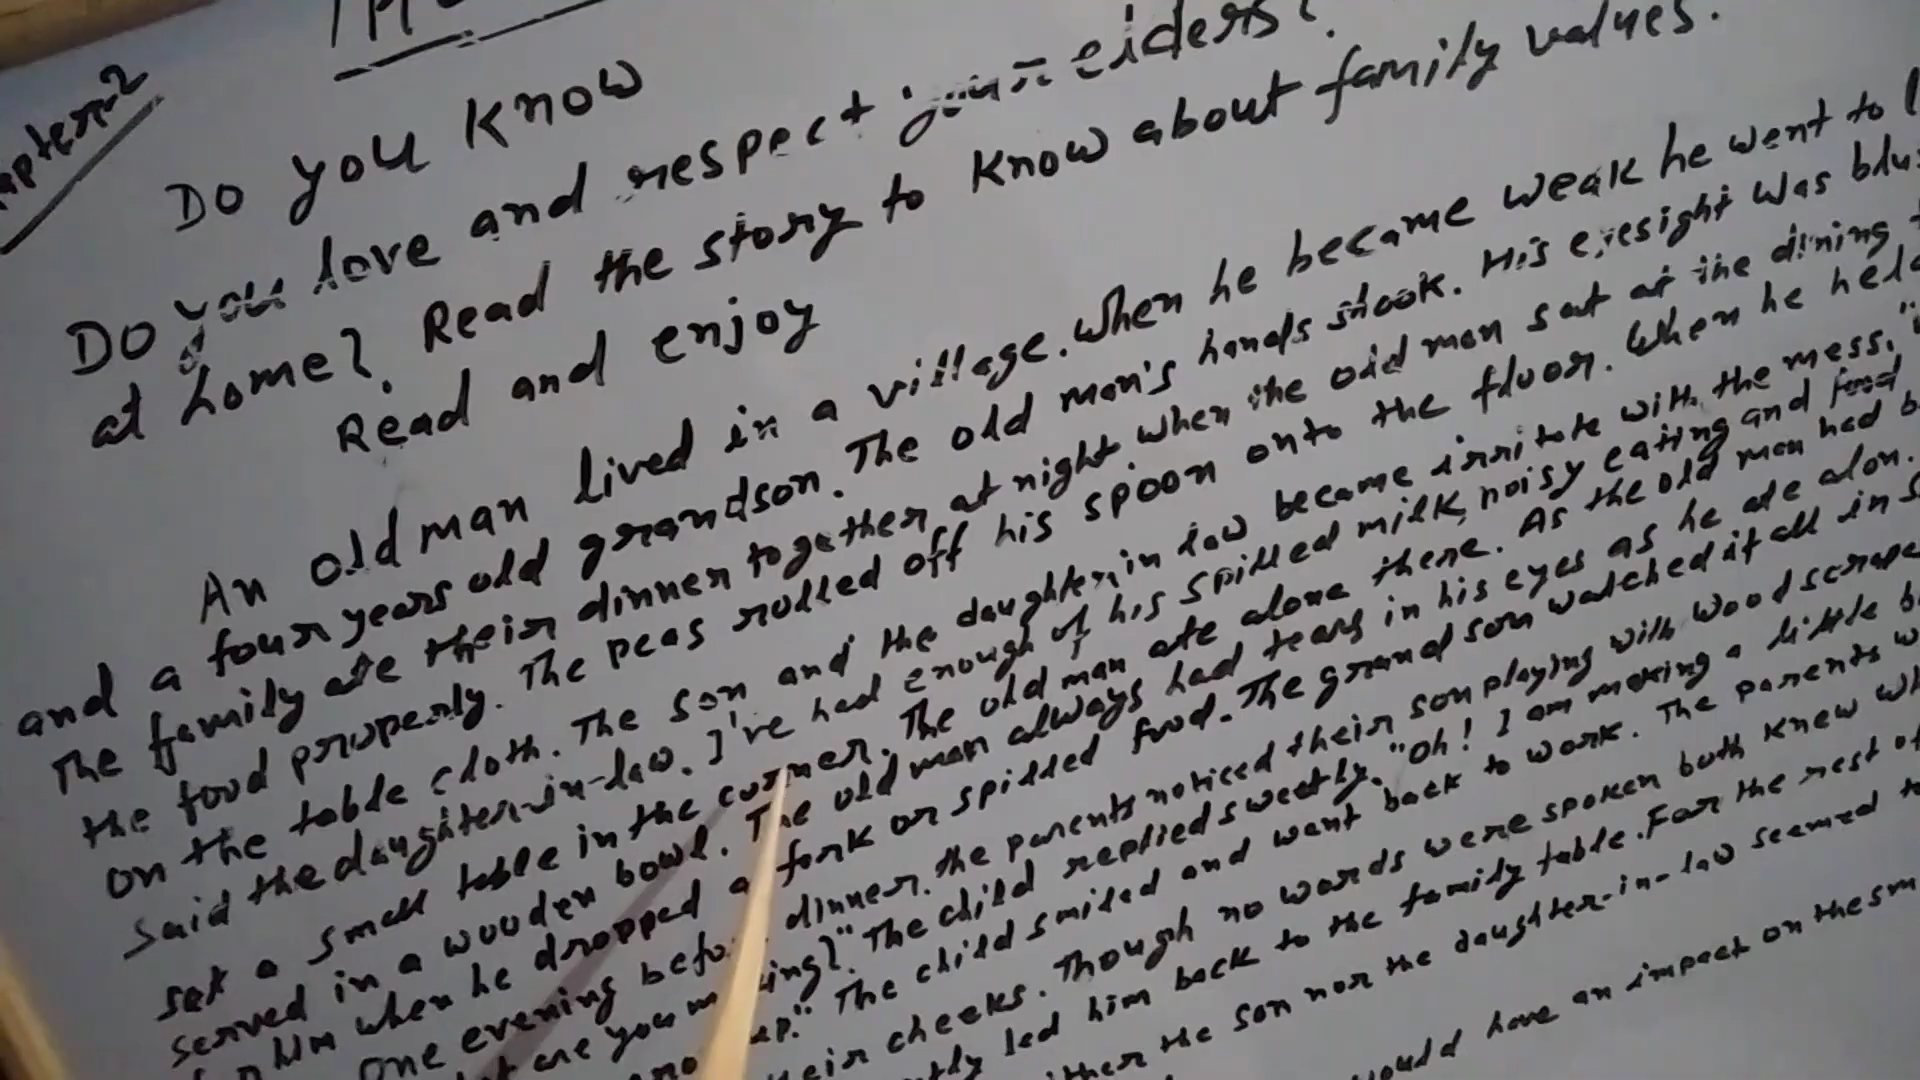 Do you know
Do you love and respect your elders?
at home? Read the story to know about family values.
Read and enjoy
An old man lived in a village. When he became weak he went to
and a four years old grandson. The old man's hands shook. His eyesight was
The family ate their dinner together at night when the old man sat at the dining
the food properly. The peas rolled off his spoon onto the floor. When he held
on the table cloth. The son and the daughter in law became irritate with the mess.
Said the daughter-in-law. I've had enough of his spilled milk, noisy eating and food
set a small table in the corner. The old man ate alone there. As the old man had
served in a wooden bowl. The old man always had tears in his eyes as he ate alon.
when he dropped a fork or spilled food. The grand son watched it all in
One evening before dinner. the parents noticed their son playing with wood
are you making?". The child replied sweetly. "Oh! I am making a little
The child smiled and want back to work. The parents
their cheeks. Though no words were spoken both knew
led him back to the family table. For the rest of
the son nor the daughter-in-law seemed
would have an impact on the